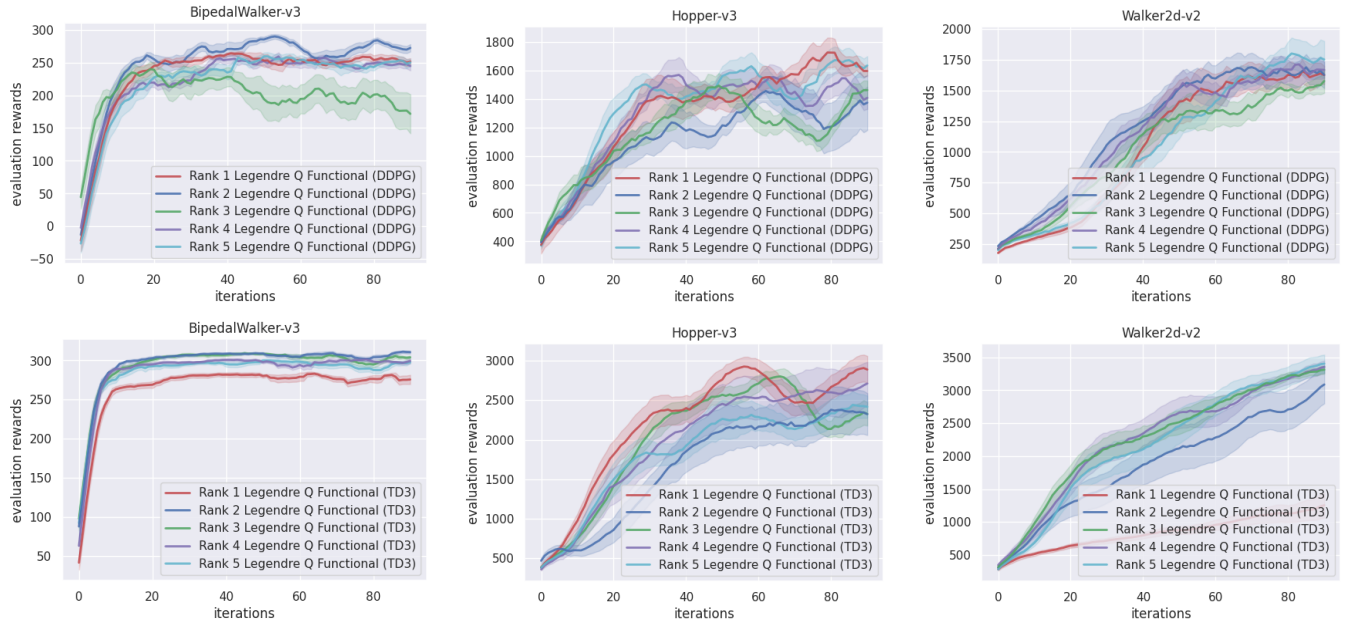 BipedalWalker-v3
300
250
200
150
100
50
0
−50
evaluation rewards
Rank 1 Legendre Q Functional (DDPG)
Rank 2 Legendre Q Functional (DDPG)
Rank 3 Legendre Q Functional (DDPG)
Rank 4 Legendre Q Functional (DDPG)
Rank 5 Legendre Q Functional (DDPG)
0 20 40 60 80
iterations
Hopper-v3
1800
1600
1400
1200
1000
800
600
400
evaluation rewards
Rank 1 Legendre Q Functional (DDPG)
Rank 2 Legendre Q Functional (DDPG)
Rank 3 Legendre Q Functional (DDPG)
Rank 4 Legendre Q Functional (DDPG)
Rank 5 Legendre Q Functional (DDPG)
0 20 40 60 80
iterations
Walker2d-v2
2000
1750
1500
1250
1000
750
500
250
evaluation rewards
Rank 1 Legendre Q Functional (DDPG)
Rank 2 Legendre Q Functional (DDPG)
Rank 3 Legendre Q Functional (DDPG)
Rank 4 Legendre Q Functional (DDPG)
Rank 5 Legendre Q Functional (DDPG)
0 20 40 60 80
iterations
BipedalWalker-v3
300
250
200
150
100
50
evaluation rewards
Rank 1 Legendre Q Functional (TD3)
Rank 2 Legendre Q Functional (TD3)
Rank 3 Legendre Q Functional (TD3)
Rank 4 Legendre Q Functional (TD3)
Rank 5 Legendre Q Functional (TD3)
0 20 40 60 80
iterations
Hopper-v3
3000
2500
2000
1500
1000
500
evaluation rewards
Rank 1 Legendre Q Functional (TD3)
Rank 2 Legendre Q Functional (TD3)
Rank 3 Legendre Q Functional (TD3)
Rank 4 Legendre Q Functional (TD3)
Rank 5 Legendre Q Functional (TD3)
0 20 40 60 80
iterations
Walker2d-v2
3500
3000
2500
2000
1500
1000
500
evaluation rewards
Rank 1 Legendre Q Functional (TD3)
Rank 2 Legendre Q Functional (TD3)
Rank 3 Legendre Q Functional (TD3)
Rank 4 Legendre Q Functional (TD3)
Rank 5 Legendre Q Functional (TD3)
0 20 40 60 80
iterations